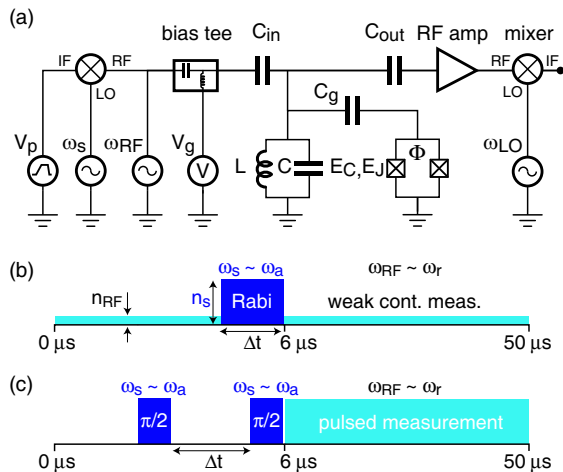 (a)
bias tee
C_in
C_out
RF amp
mixer
IF
RF
LO
RF
IF
LO
C_g
V_p
ω_s
ω_RF
V_g
V
L
C
E_C,E_J
Φ
ω_LO
(b)
ω_s ~ ω_a
ω_RF ~ ω_r
n_RF
n_s
Rabi
weak cont. meas.
0 μs
Δt
6 μs
50 μs
(c)
ω_s ~ ω_a
ω_s ~ ω_a
ω_RF ~ ω_r
π/2
π/2
pulsed measurement
0 μs
Δt
6 μs
50 μs